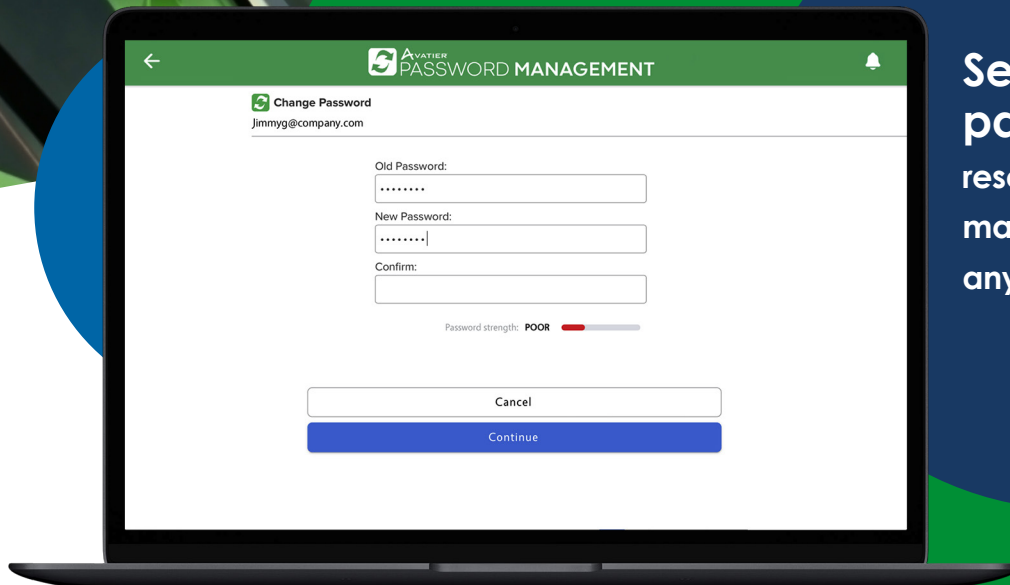 AVATIER
PASSWORD MANAGEMENT
Change Password
Jimmyg@company.com
Old Password:
••••••••
New Password:
••••••••
Confirm:
Password strength: POOR
Cancel
Continue